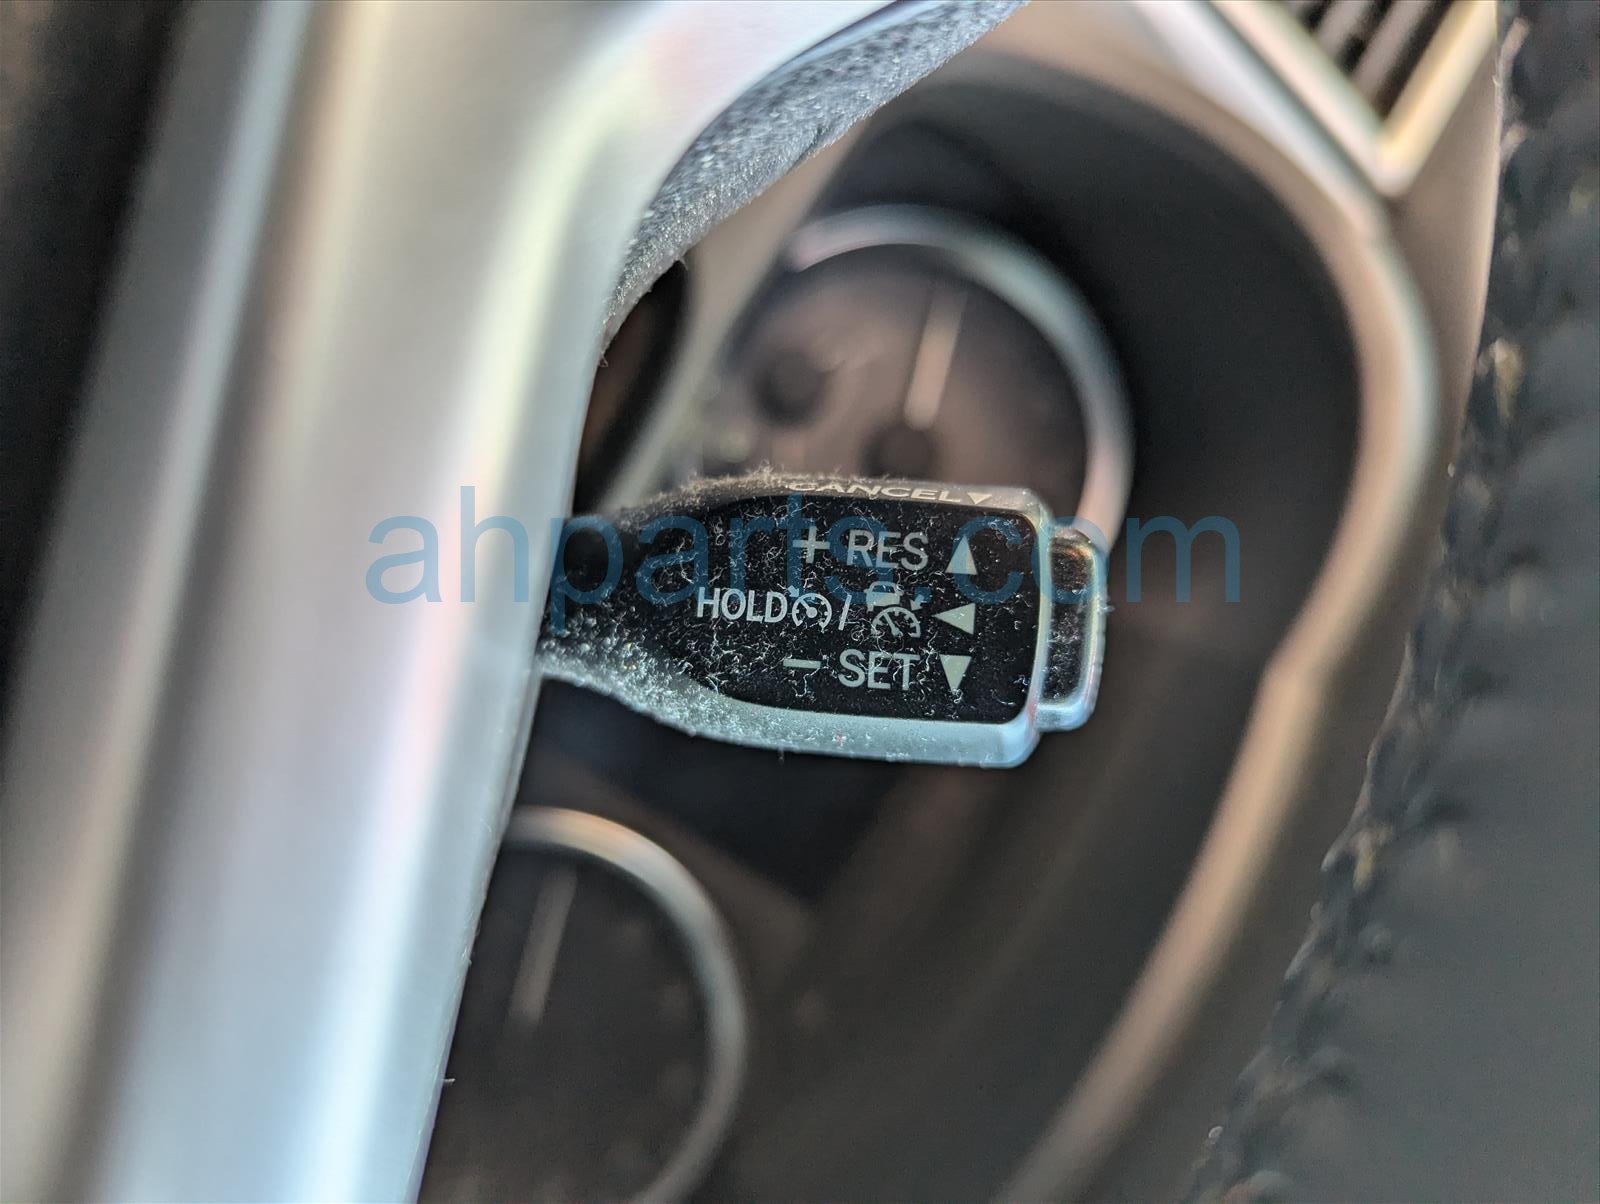 CANCEL
+ RES
HOLD /
- SET
ahparts.com